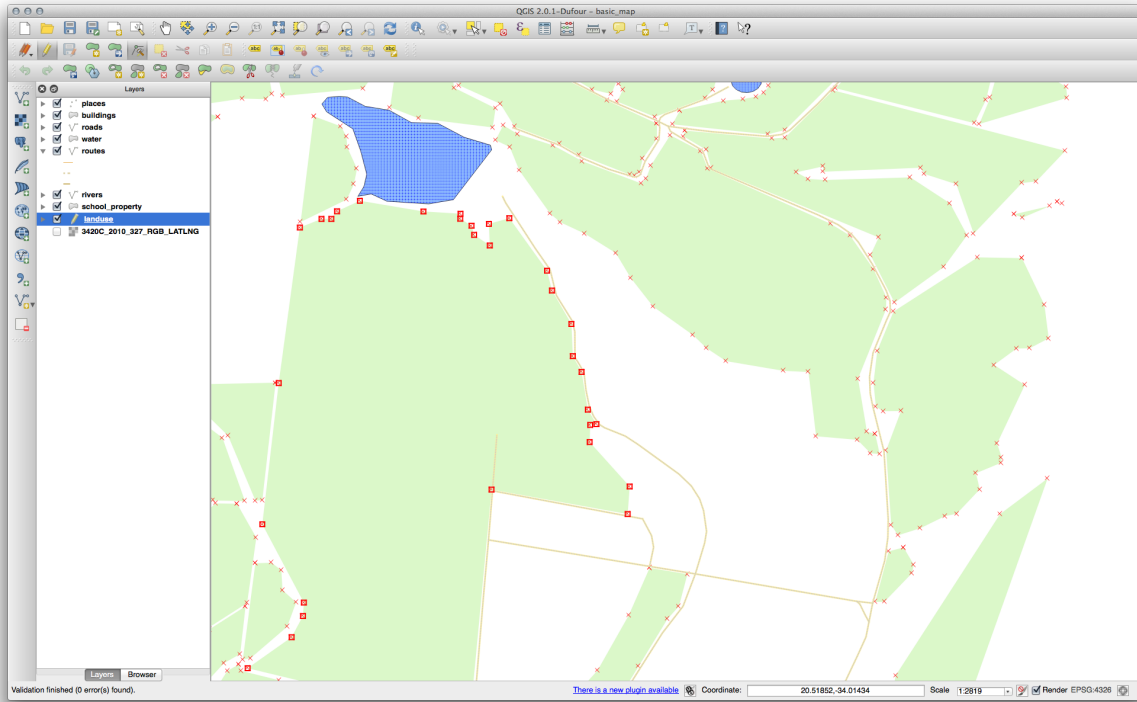 QGIS 2.0.1-Dufour - basic_map
Layers
places
buildings
roads
water
routes
rivers
school_property
landuse
3420C_2010_327_RGB_LATLNG
Layers Browser
Validation finished (0 error(s) found). There is a new plugin available Coordinate: 20.51852,-34.01434 Scale 1:2819 Render EPSG:4326